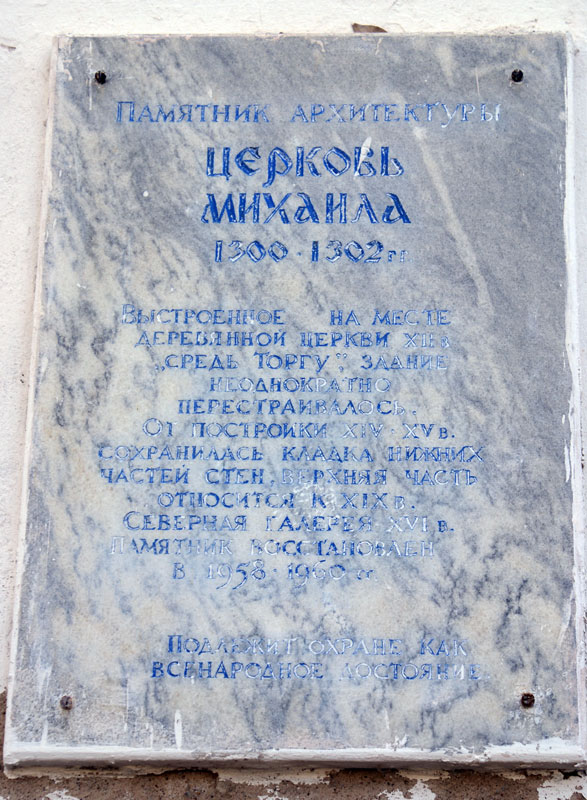 Памятник архитектуры
церковь
михаила
1300 · 1302 гг
Выстроенное на месте
деревянной церкви XII в
„средь Торгу", здание
неоднократно
перестраивалось.
От постройки XIV - XV в.
сохранилась кладка нижних
частей стен, верхняя часть
относится к XIX в.
Северная галерея XVI в.
Памятник восстановлен
в 1958 - 1960 гг
Подлежит охране как
всенародное достояние